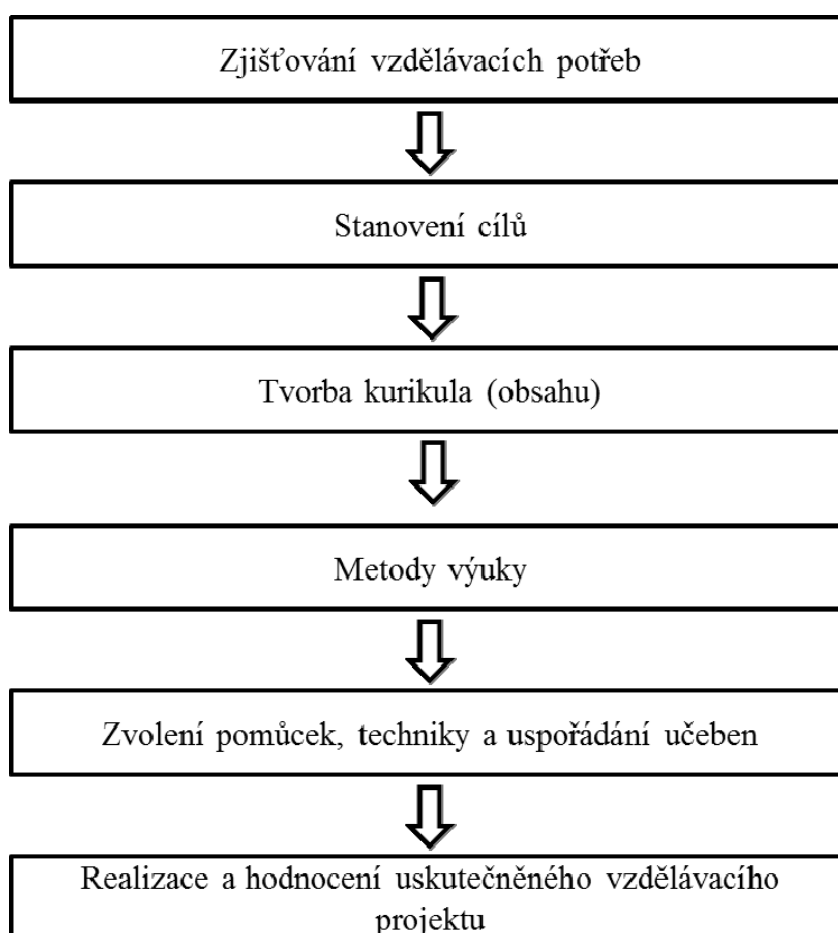 Zjišťování vzdělávacích potřeb
Stanovení cílů
Tvorba kurikula (obsahu)
Metody výuky
Zvolení pomůcek, techniky a uspořádání učeben
Realizace a hodnocení uskutečněného vzdělávacího
projektu